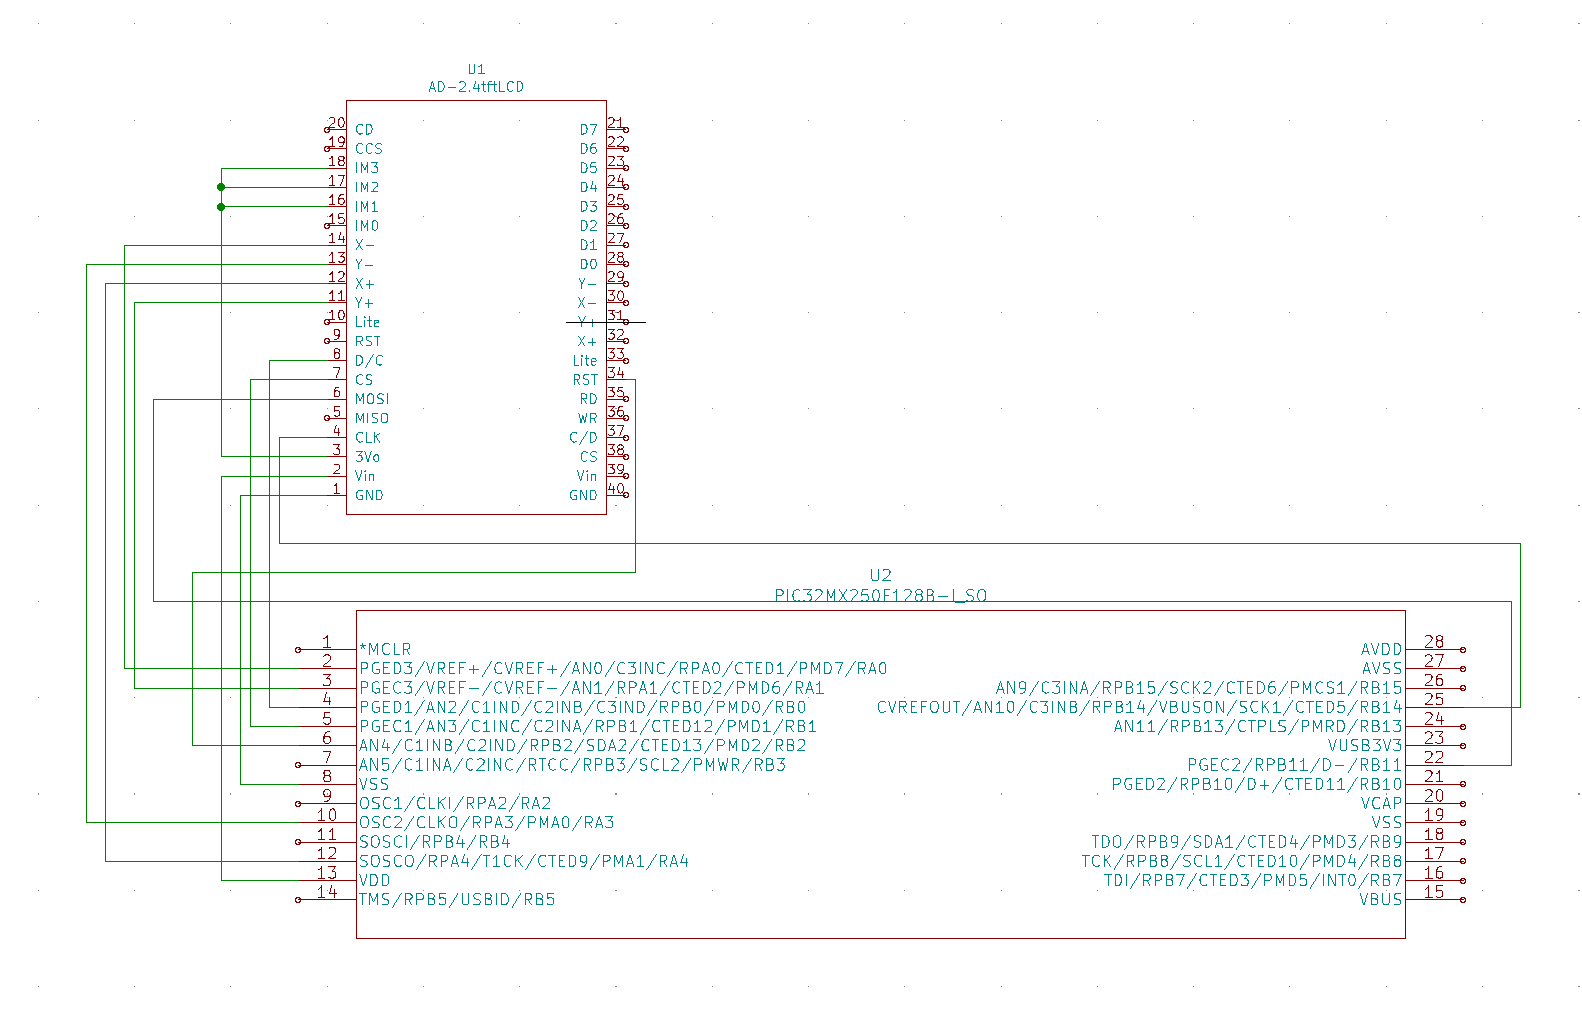 U1
AD-2.4tftLCD
20 CD D7 21
19 CCS D6 22
18 IM3 D5 23
17 IM2 D4 24
16 IM1 D3 25
15 IM0 D2 26
14 X- D1 27
13 Y- D0 28
12 X+ Y- 29
11 Y+ X- 30
10 Lite Y+ 31
9 RST X+ 32
8 D/C Lite 33
7 CS RST 34
6 MOSI RD 35
5 MISO WR 36
4 CLK C/D 37
3 3Vo CS 38
2 Vin Vin 39
1 GND GND 40
U2
PIC32MX250F128B-I_SO
1 *MCLR AVDD 28
2 PGED3/VREF+/CVREF+/AN0/C3INC/RPA0/CTED1/PMD7/RA0 AVSS 27
3 PGEC3/VREF-/CVREF-/AN1/RPA1/CTED2/PMD6/RA1 AN9/C3INA/RPB15/SCK2/CTED6/PMCS1/RB15 26
4 PGED1/AN2/C1IND/C2INB/C3IND/RPB0/PMD0/RB0 CVREFOUT/AN10/C3INB/RPB14/VBUSON/SCK1/CTED5/RB14 25
5 PGEC1/AN3/C1INC/C2INA/RPB1/CTED12/PMD1/RB1 AN11/RPB13/CTPLS/PMRD/RB13 24
6 AN4/C1INB/C2IND/RPB2/SDA2/CTED13/PMD2/RB2 VUSB3V3 23
7 AN5/C1INA/C2INC/RTCC/RPB3/SCL2/PMWR/RB3 PGEC2/RPB11/D-/RB11 22
8 VSS PGED2/RPB10/D+/CTED11/RB10 21
9 OSC1/CLKI/RPA2/RA2 VCAP 20
10 OSC2/CLKO/RPA3/PMA0/RA3 VSS 19
11 SOSCI/RPB4/RB4 TDO/RPB9/SDA1/CTED4/PMD3/RB9 18
12 SOSCO/RPA4/T1CK/CTED9/PMA1/RA4 TCK/RPB8/SCL1/CTED10/PMD4/RB8 17
13 VDD TDI/RPB7/CTED3/PMD5/INT0/RB7 16
14 TMS/RPB5/USBID/RB5 VBUS 15